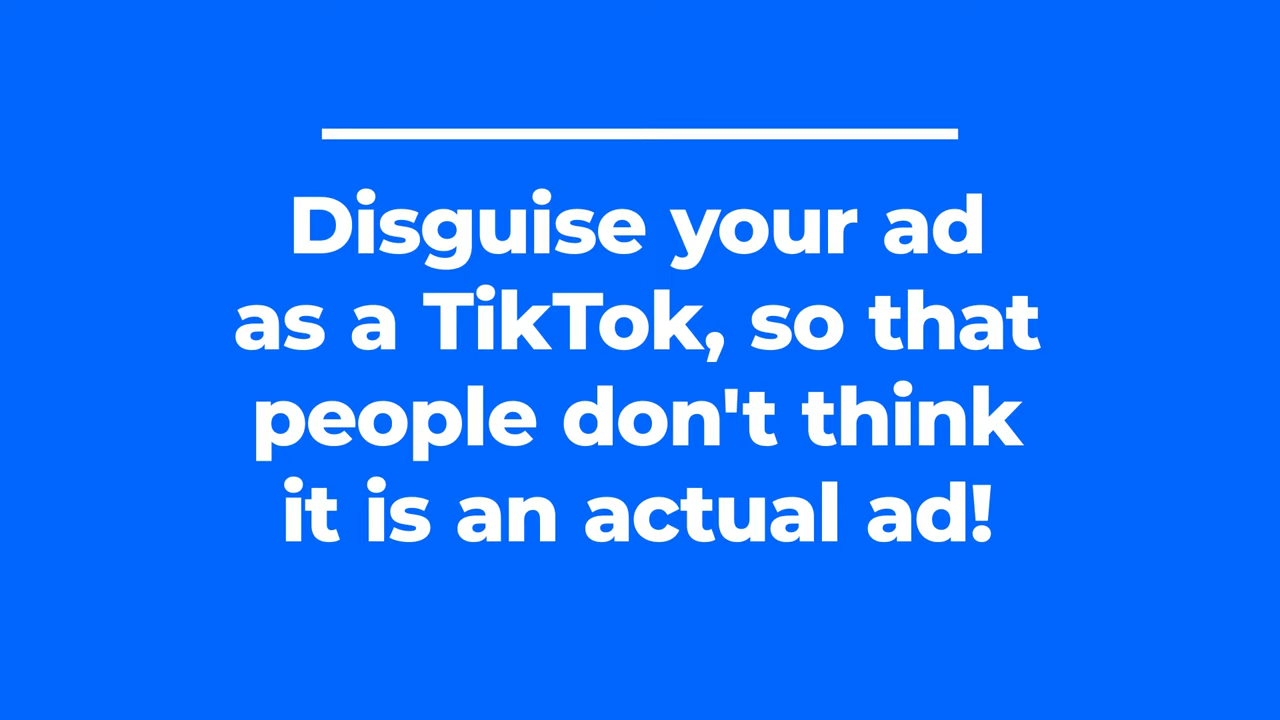 Disguise your ad
as a TikTok, so that
people don't think
it is an actual ad!